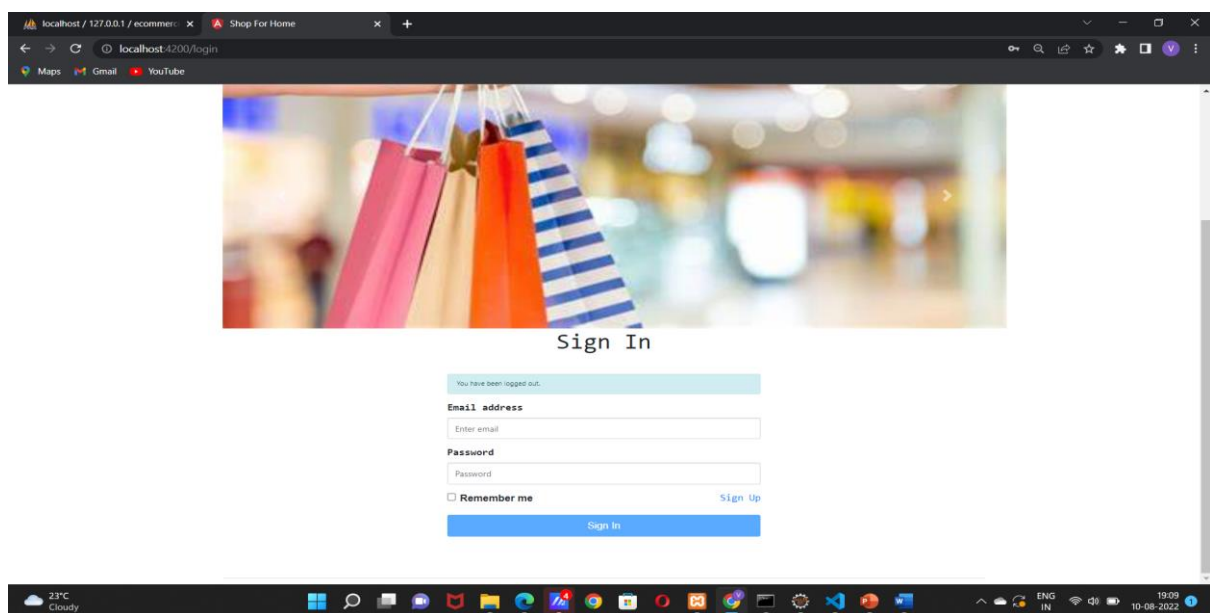 localhost / 127.0.0.1 / ecommerc
Shop For Home
localhost:4200/login
Maps Gmail YouTube
Sign In
You have been logged out.
Email address
Enter email
Password
Password
Remember me Sign Up
Sign In
23°C
Cloudy
ENG
IN
19:09
10-08-2022